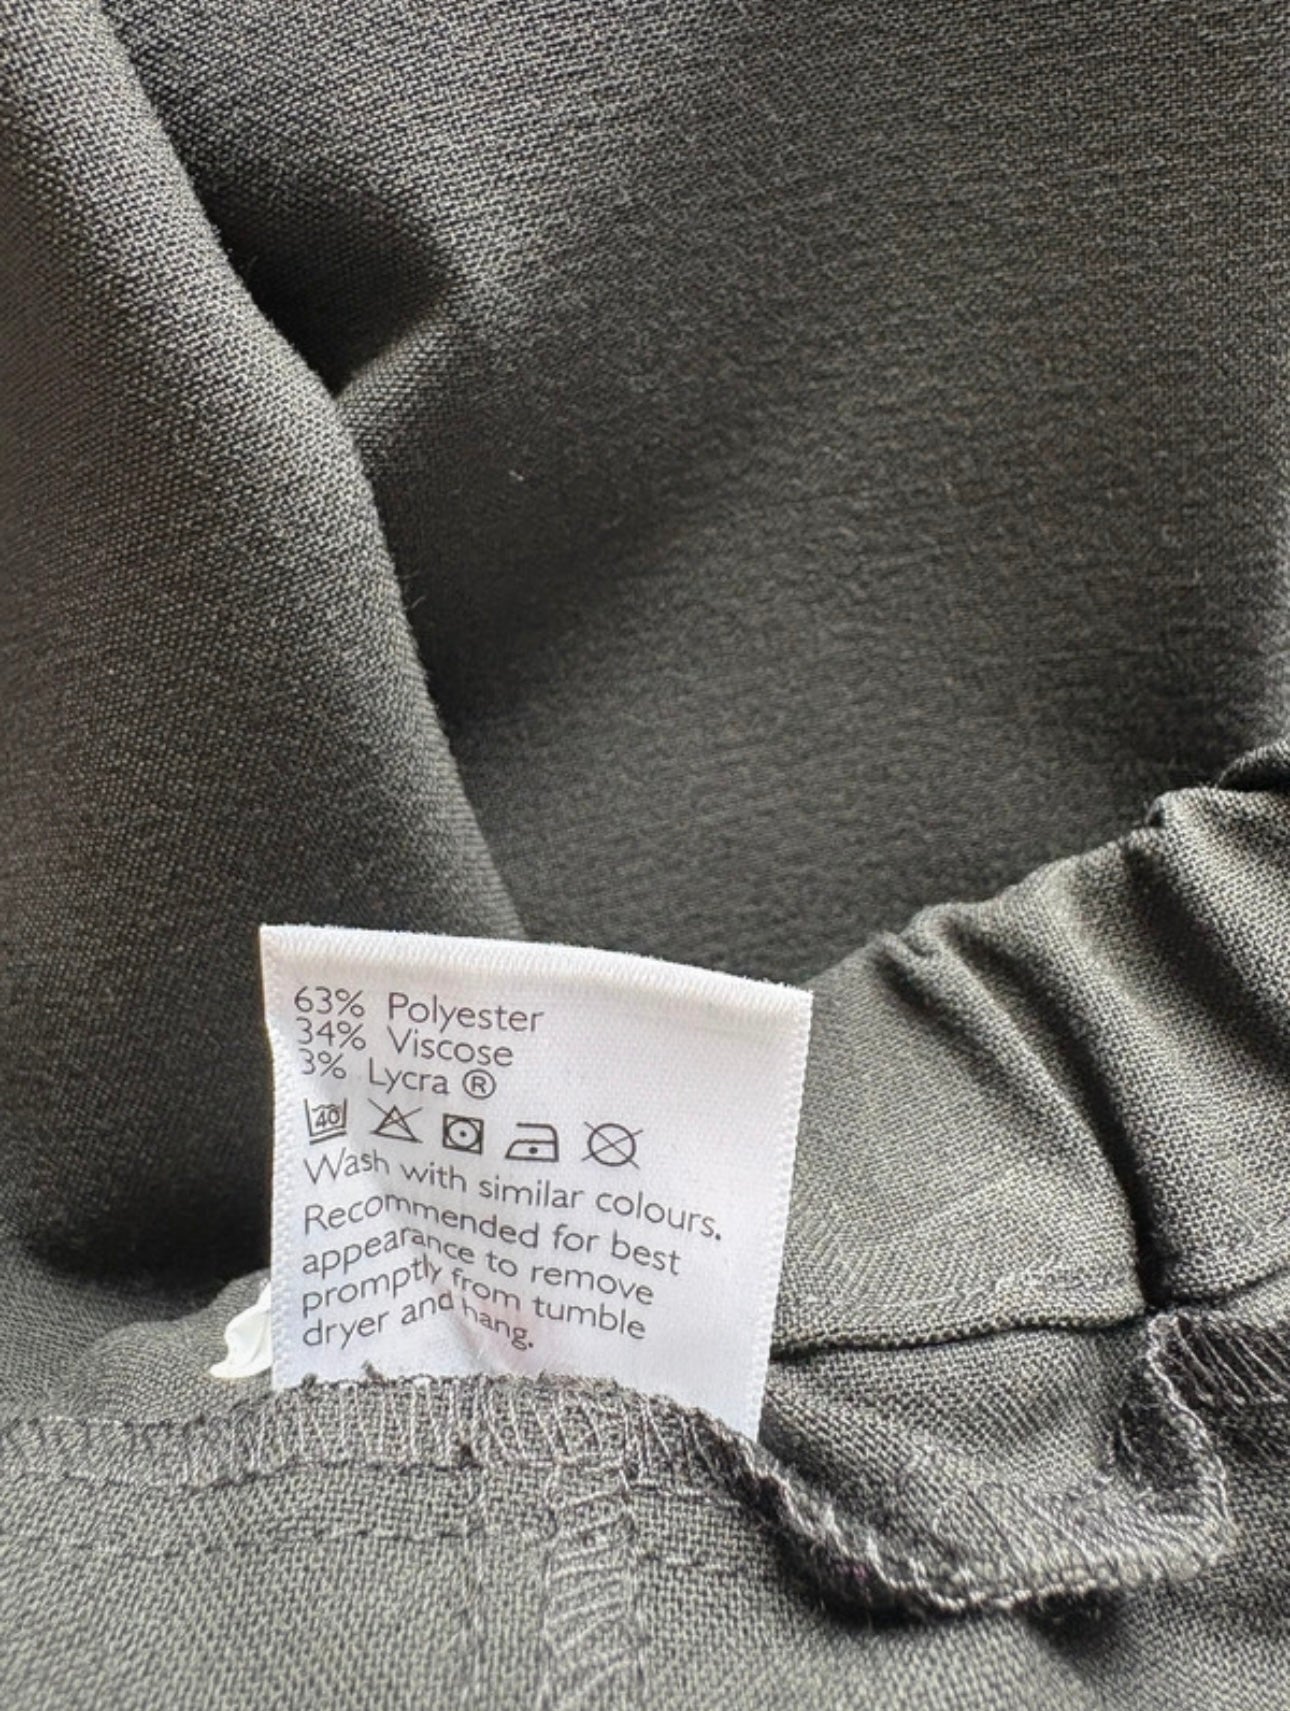 63% Polyester
34% Viscose
3% Lycra ®
40
Wash with similar colours.
Recommended for best
appearance to remove
promptly from tumble
dryer and hang.